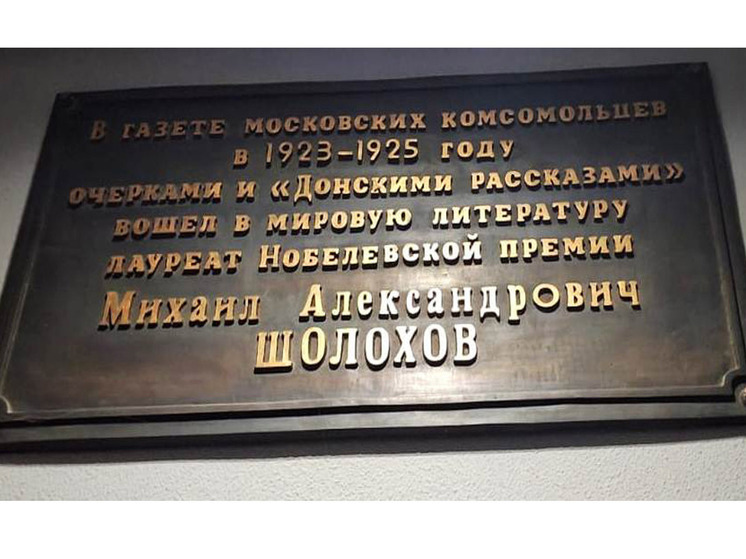 В ГАЗЕТЕ МОСКОВСКИХ КОМСОМОЛЬЦЕВ
В 1923-1925 ГОДУ
ОЧЕРКАМИ И «ДОНСКИМИ РАССКАЗАМИ»
ВОШЕЛ В МИРОВУЮ ЛИТЕРАТУРУ
ЛАУРЕАТ НОБЕЛЕВСКОЙ ПРЕМИИ
Михаил Александрович
ШОЛОХОВ